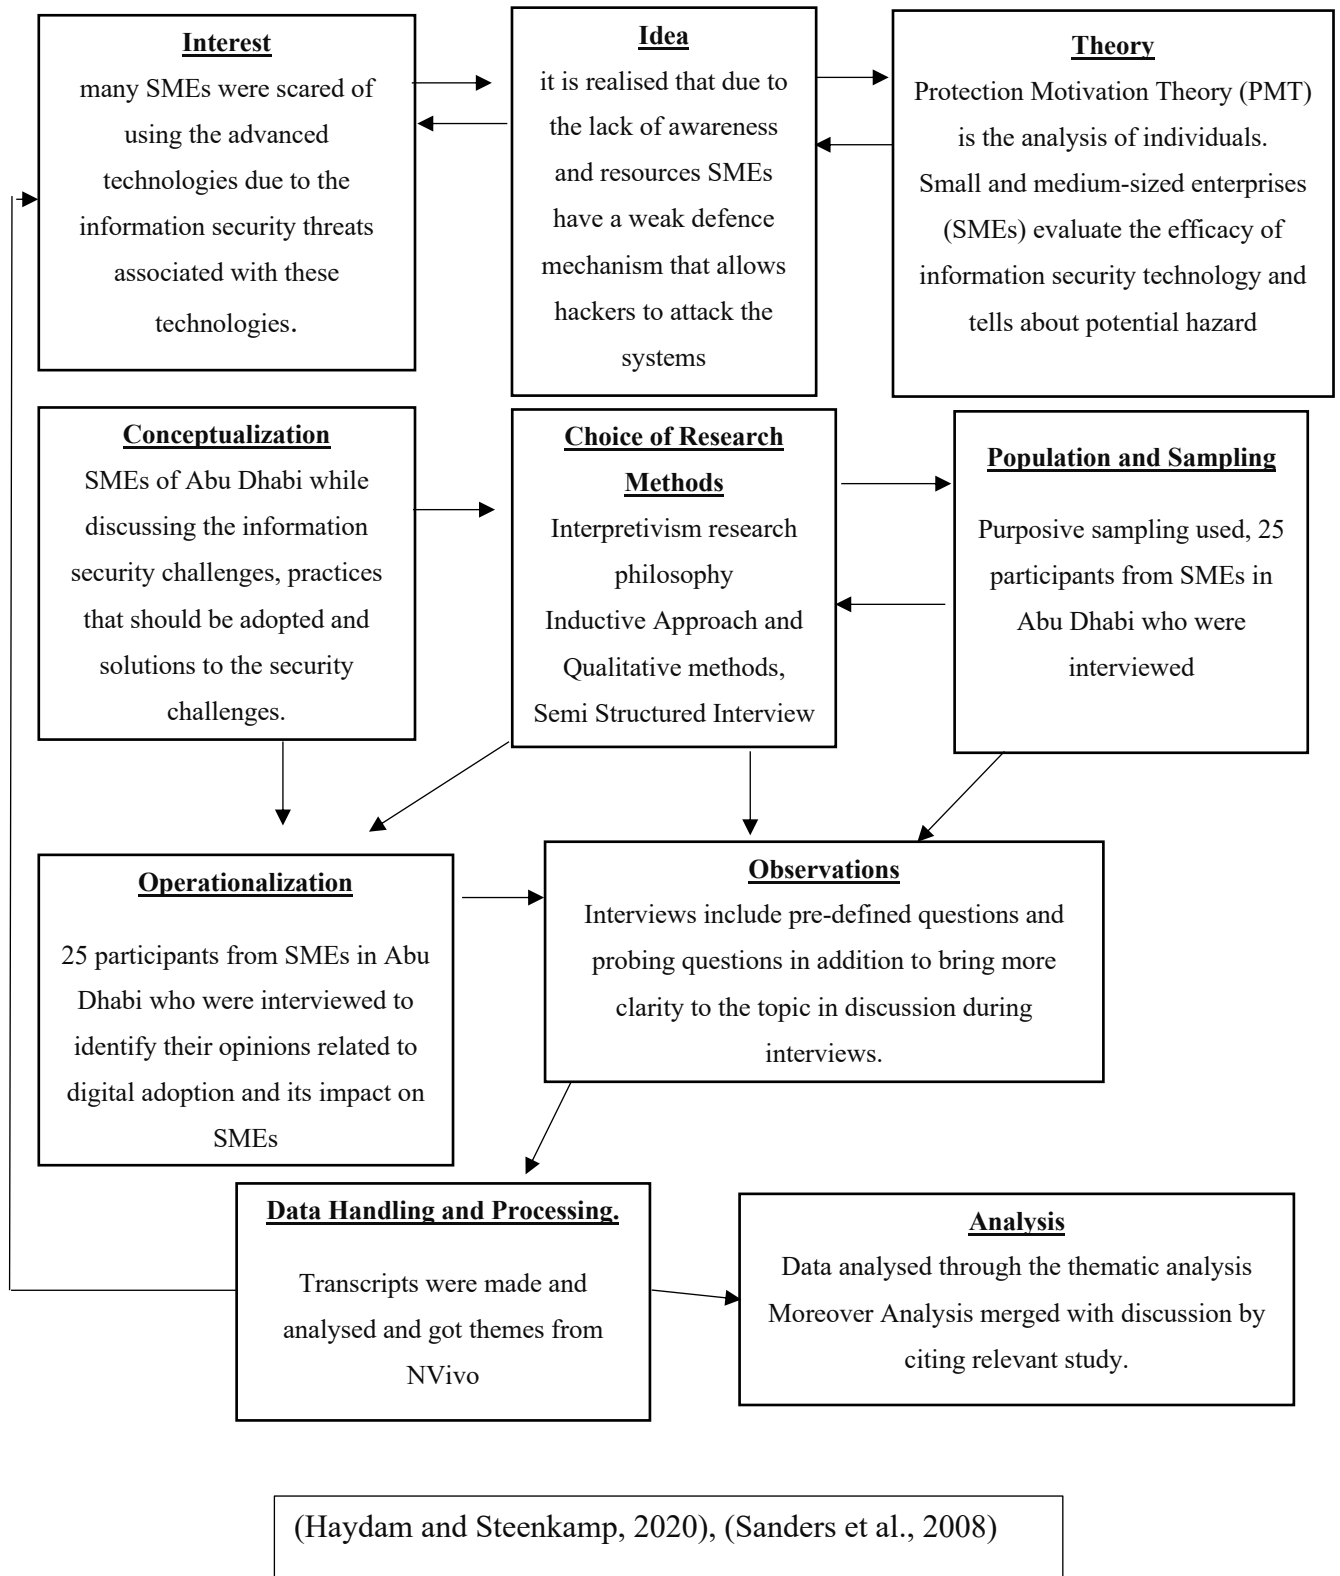 Interest
many SMEs were scared of
using the advanced
technologies due to the
information security threats
associated with these
technologies.
Idea
it is realised that due to
the lack of awareness
and resources SMEs
have a weak defence
mechanism that allows
hackers to attack the
systems
Theory
Protection Motivation Theory (PMT)
is the analysis of individuals.
Small and medium-sized enterprises
(SMEs) evaluate the efficacy of
information security technology and
tells about potential hazard
Conceptualization
SMEs of Abu Dhabi while
discussing the information
security challenges, practices
that should be adopted and
solutions to the security
challenges.
Choice of Research
Methods
Interpretivism research
philosophy
Inductive Approach and
Qualitative methods,
Semi Structured Interview
Population and Sampling
Purposive sampling used, 25
participants from SMEs in
Abu Dhabi who were
interviewed
Operationalization
25 participants from SMEs in Abu
Dhabi who were interviewed to
identify their opinions related to
digital adoption and its impact on
SMEs
Observations
Interviews include pre-defined questions and
probing questions in addition to bring more
clarity to the topic in discussion during
interviews.
Data Handling and Processing.
Transcripts were made and
analysed and got themes from
NVivo
Analysis
Data analysed through the thematic analysis
Moreover Analysis merged with discussion by
citing relevant study.
(Haydam and Steenkamp, 2020), (Sanders et al., 2008)